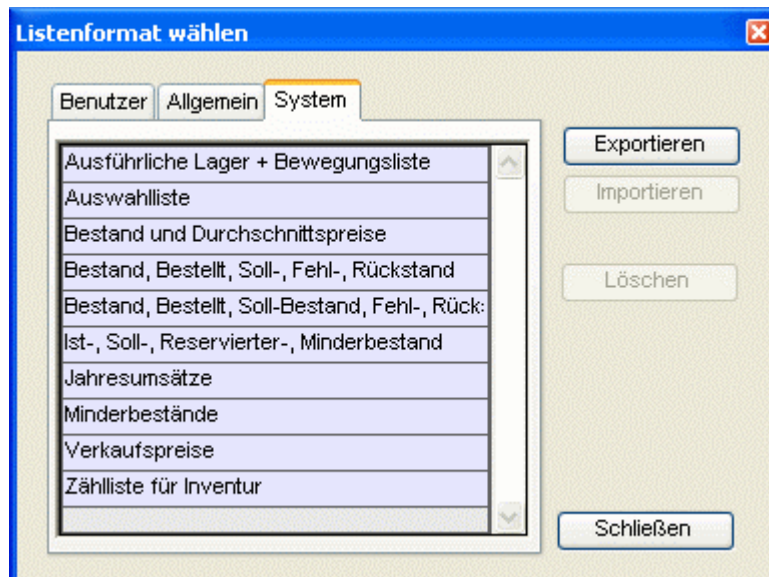 Listenformat wählen
Benutzer Allgemein System
Ausführliche Lager + Bewegungsliste
Auswahlliste
Bestand und Durchschnittspreise
Bestand, Bestellt, Soll-, Fehl-, Rückstand
Bestand, Bestellt, Soll-Bestand, Fehl-, Rück
Ist-, Soll-, Reservierter-, Minderbestand
Jahresumsätze
Minderbestände
Verkaufspreise
Zählliste für Inventur
Exportieren
Importieren
Löschen
Schließen